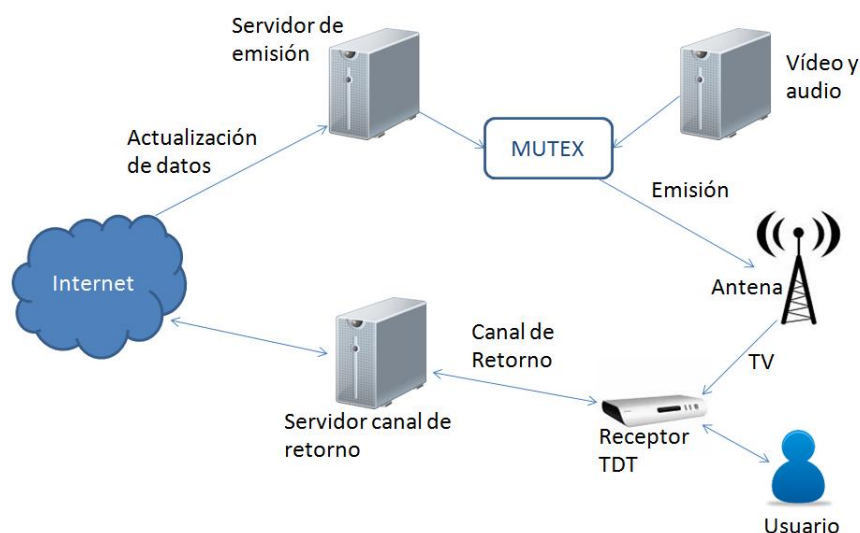 Servidor de
emisión
Vídeo y
audio
Actualización
de datos
MUTEX
Emisión
Internet
Antena
Canal de
Retorno
TV
Servidor canal de
retorno
Receptor
TDT
Usuario